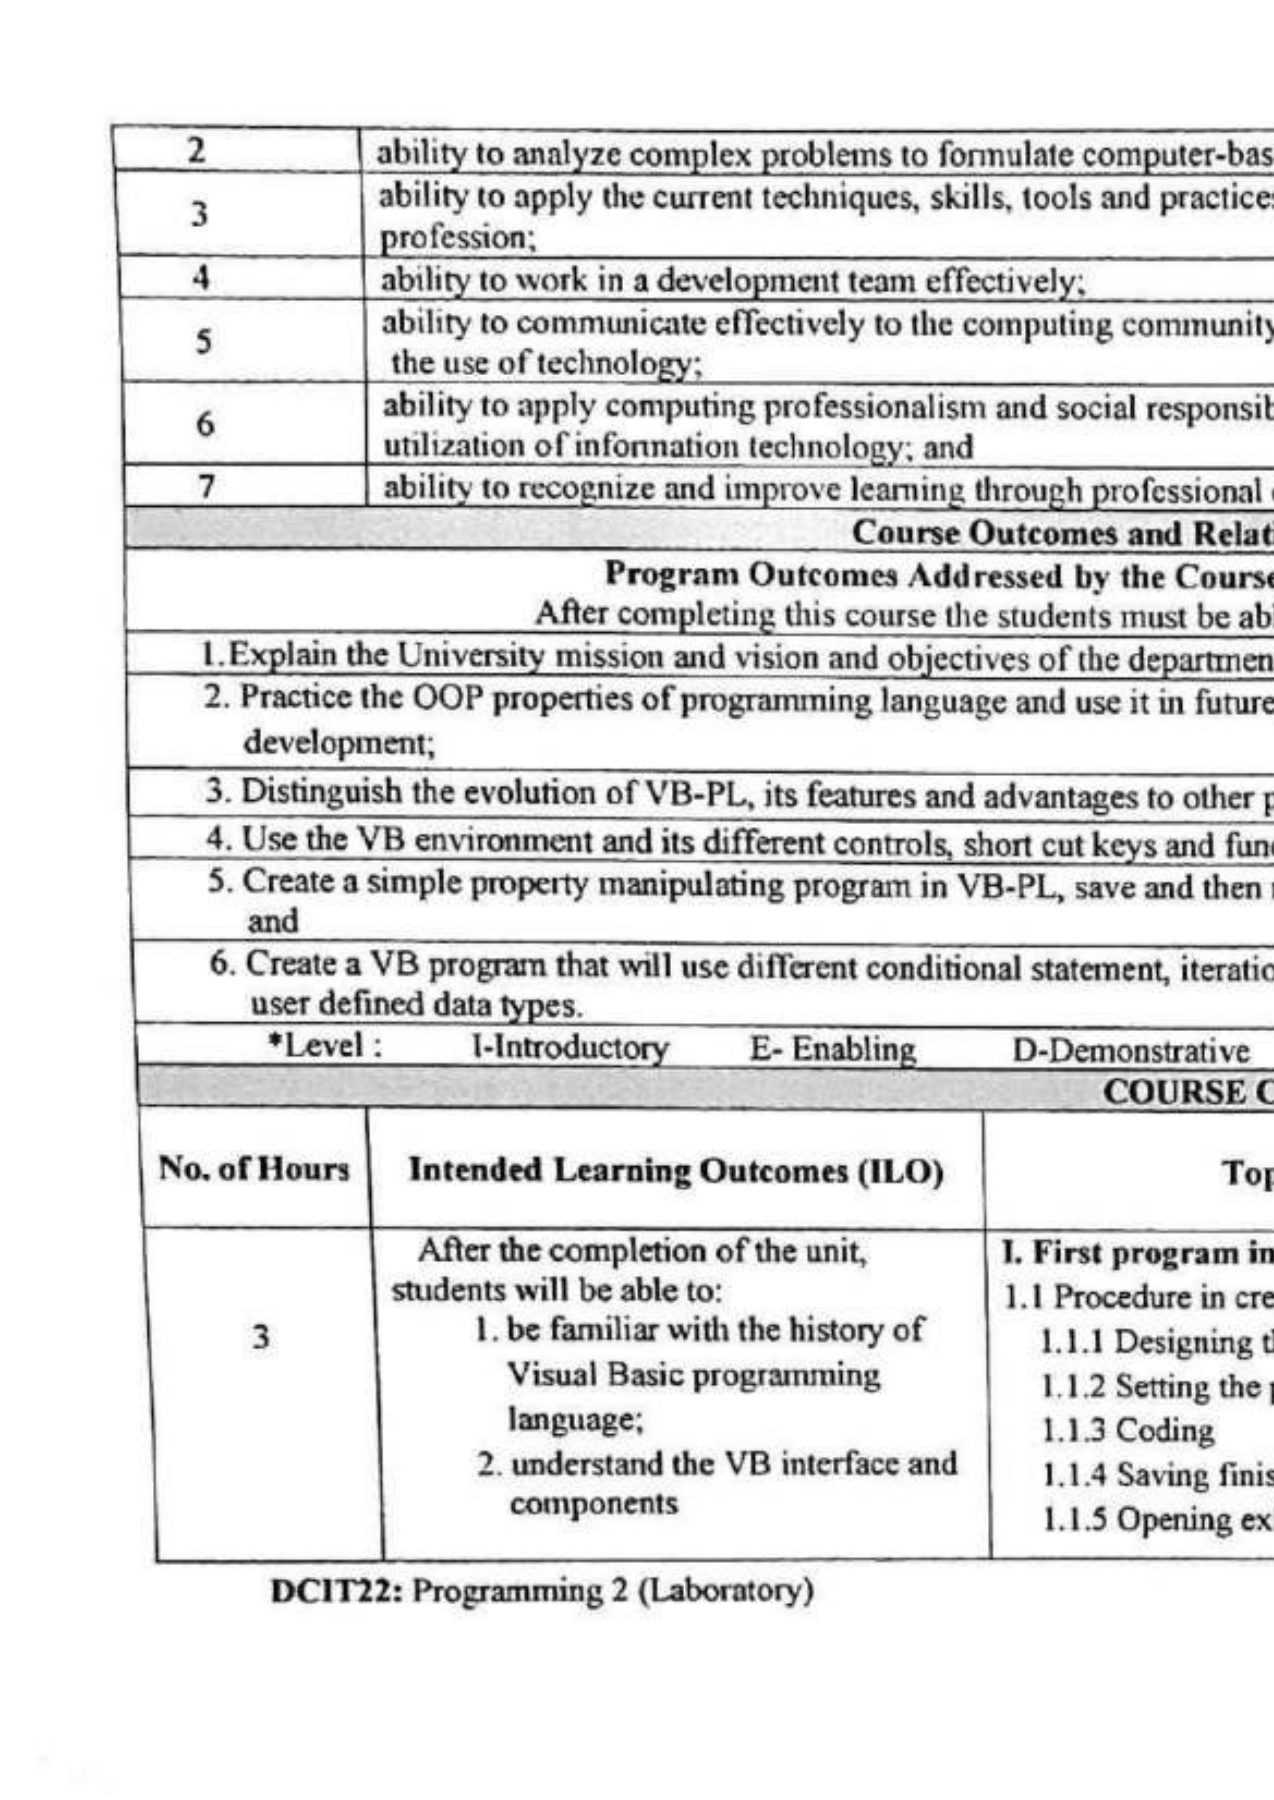 2 ability to analyze complex problems to formulate computer-bas
3 ability to apply the current techniques, skills, tools and practice
profession;
4 ability to work in a development team effectively;
5 ability to communicate effectively to the computing community
the use of technology;
6 ability to apply computing professionalism and social responsib
utilization of information technology; and
7 ability to recognize and improve learning through professional
Course Outcomes and Relat
Program Outcomes Addressed by the Course
After completing this course the students must be ab
1.Explain the University mission and vision and objectives of the departmen
2. Practice the OOP properties of programming language and use it in future
development;
3. Distinguish the evolution of VB-PL, its features and advantages to other p
4. Use the VB environment and its different controls, short cut keys and func
5. Create a simple property manipulating program in VB-PL, save and then
and
6. Create a VB program that will use different conditional statement, iteratio
user defined data types.
*Level : I-Introductory E- Enabling D-Demonstrative
COURSE C
No. of Hours Intended Learning Outcomes (ILO) Top
3
After the completion of the unit,
students will be able to:
1. be familiar with the history of
Visual Basic programming
language;
2. understand the VB interface and
components
I. First program in
1.1 Procedure in cre
1.1.1 Designing t
1.1.2 Setting the p
1.1.3 Coding
1.1.4 Saving finis
1.1.5 Opening ex
DCIT22: Programming 2 (Laboratory)